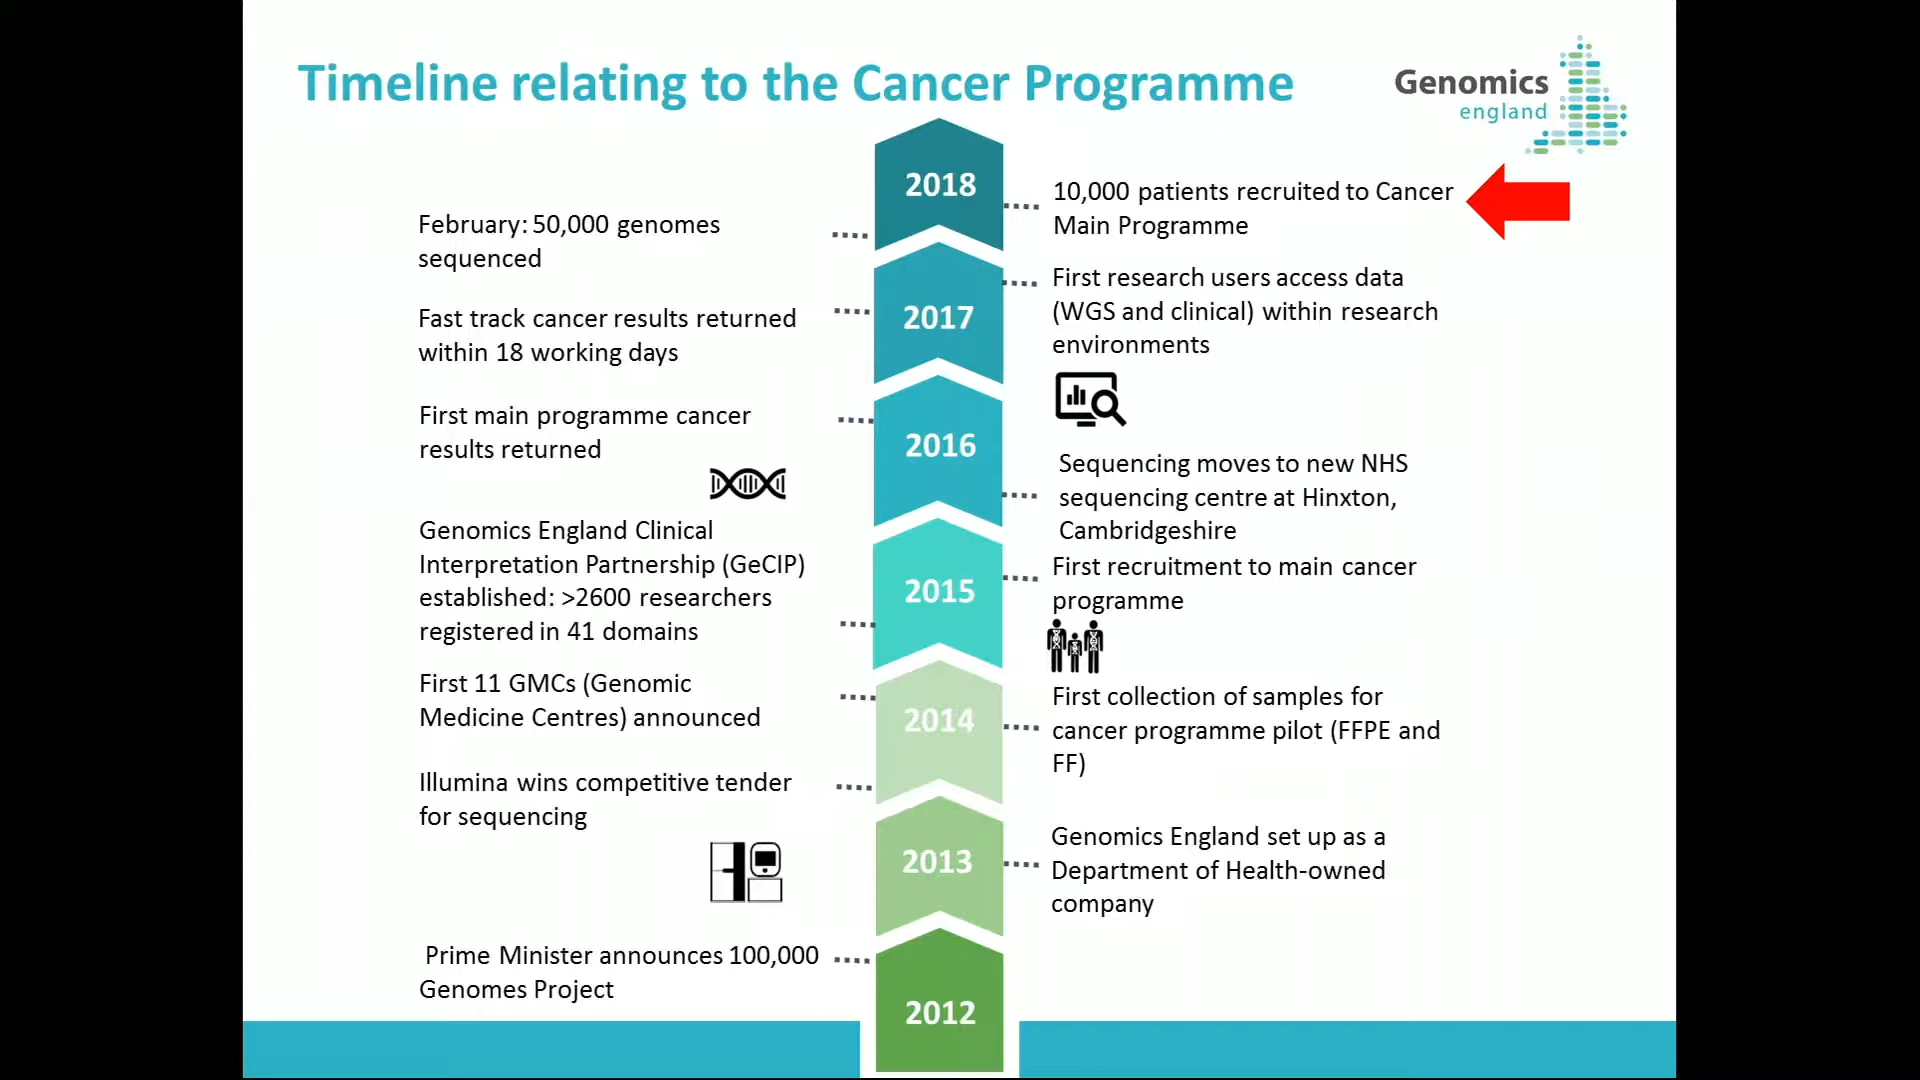 Timeline relating to the Cancer Programme
Genomics
england
2018
10,000 patients recruited to Cancer
Main Programme
February: 50,000 genomes
sequenced
First research users access data
(WGS and clinical) within research
environments
2017
Fast track cancer results returned
within 18 working days
First main programme cancer
results returned
2016
Sequencing moves to new NHS
sequencing centre at Hinxton,
Cambridgeshire
Genomics England Clinical
Interpretation Partnership (GeCIP)
established: >2600 researchers
registered in 41 domains
2015
First recruitment to main cancer
programme
First 11 GMCs (Genomic
Medicine Centres) announced
2014
First collection of samples for
cancer programme pilot (FFPE and
FF)
Illumina wins competitive tender
for sequencing
2013
Genomics England set up as a
Department of Health-owned
company
Prime Minister announces 100,000
Genomes Project
2012